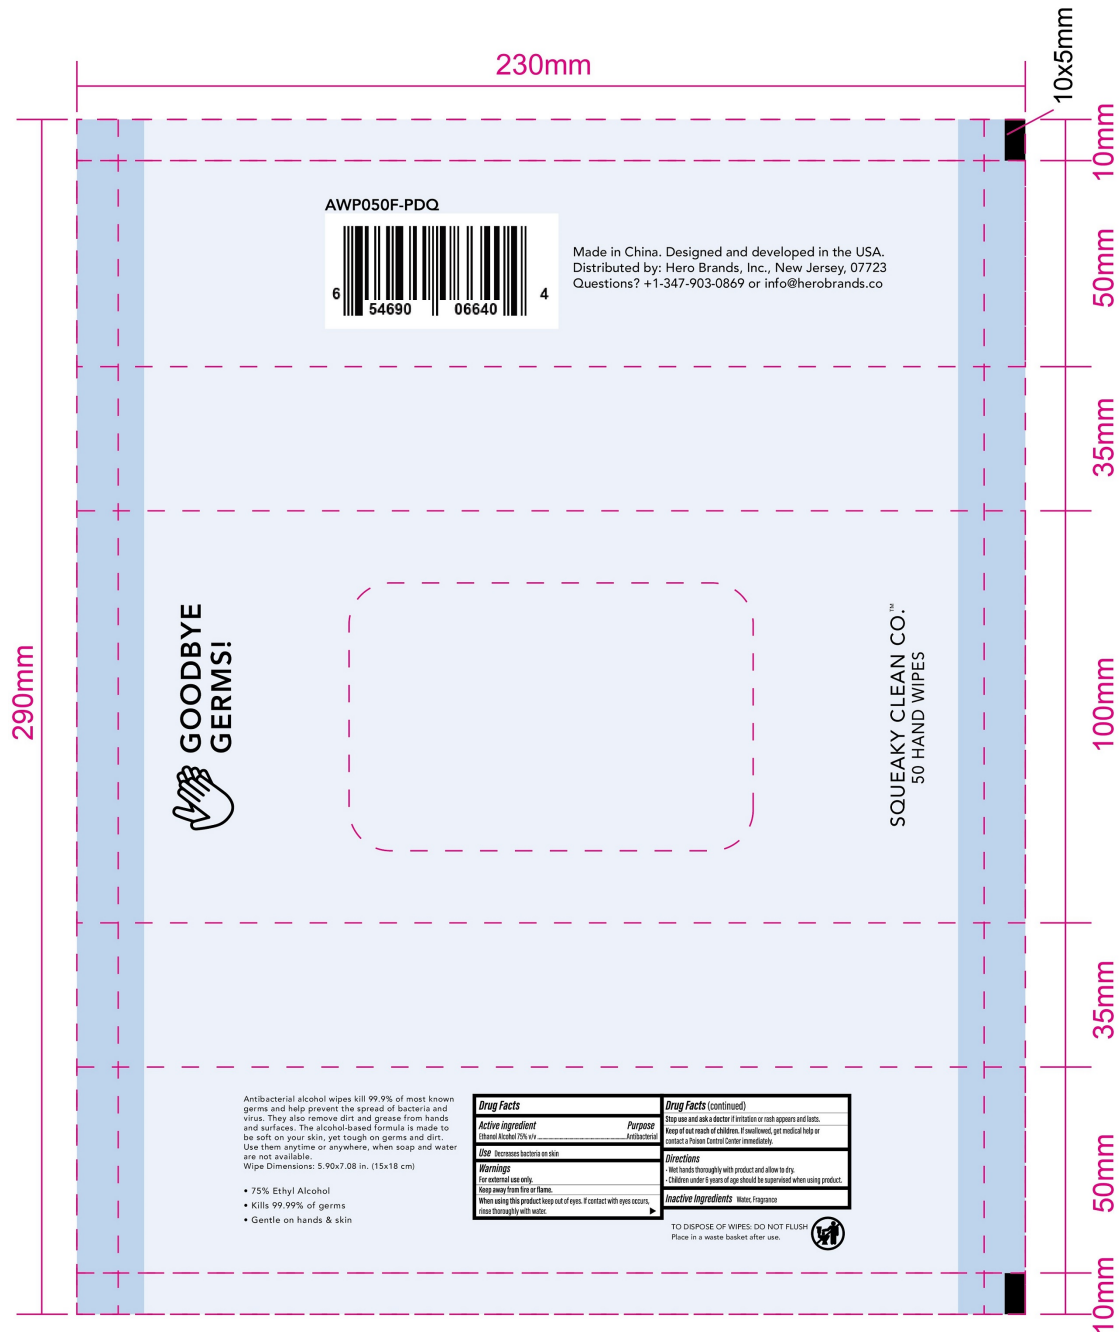 230mm
10x5mm
10mm
50mm
35mm
100mm
35mm
50mm
10mm
290mm
AWP050F-PDQ
6 54690 06640 4
Made in China. Designed and developed in the USA.
Distributed by: Hero Brands, Inc., New Jersey, 07723
Questions? +1-347-903-0869 or info@herobrands.co
GOODBYE
GERMS!
SQUEAKY CLEAN CO.™
50 HAND WIPES
Antibacterial alcohol wipes kill 99.9% of most known
germs and help prevent the spread of bacteria and
virus. They also remove dirt and grease from hands
and surfaces. The alcohol-based formula is made to
be soft on your skin, yet tough on germs and dirt.
Use them anytime or anywhere, when soap and water
are not available.
Wipe Dimensions: 5.90x7.08 in. (15x18 cm)
• 75% Ethyl Alcohol
• Kills 99.99% of germs
• Gentle on hands & skin
Drug Facts
Active ingredient Purpose
Ethanol Alcohol 75% v/v ........ Antibacterial
Use Decreases bacteria on skin
Warnings
For external use only.
Keep away from fire or flame.
When using this product keep out of eyes. If contact with eyes occurs,
rinse thoroughly with water.
Drug Facts (continued)
Stop use and ask a doctor if irritation or rash appears and lasts.
Keep of out reach of children. If swallowed, get medical help or
contact a Poison Control Center immediately.
Directions
• Wet hands thoroughly with product and allow to dry.
• Children under 6 years of age should be supervised when using product.
Inactive Ingredients Water, Fragrance
TO DISPOSE OF WIPES: DO NOT FLUSH
Place in a waste basket after use.